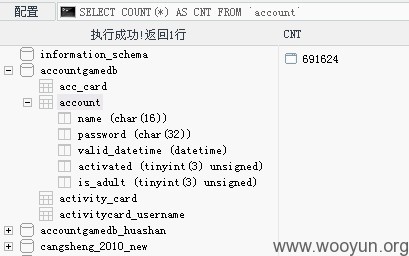 配置 SELECT COUNT(*) AS CNT FROM `account`
执行成功!返回1行 CNT
information_schema 691624
accountgamedb
acc_card
account
name (char(16))
password (char(32))
valid_datetime (datetime)
activated (tinyint(3) unsigned)
is_adult (tinyint(3) unsigned)
activity_card
activitycard_username
accountgamedb_huashan
cangsheng_2010_new
www.wooyun.org